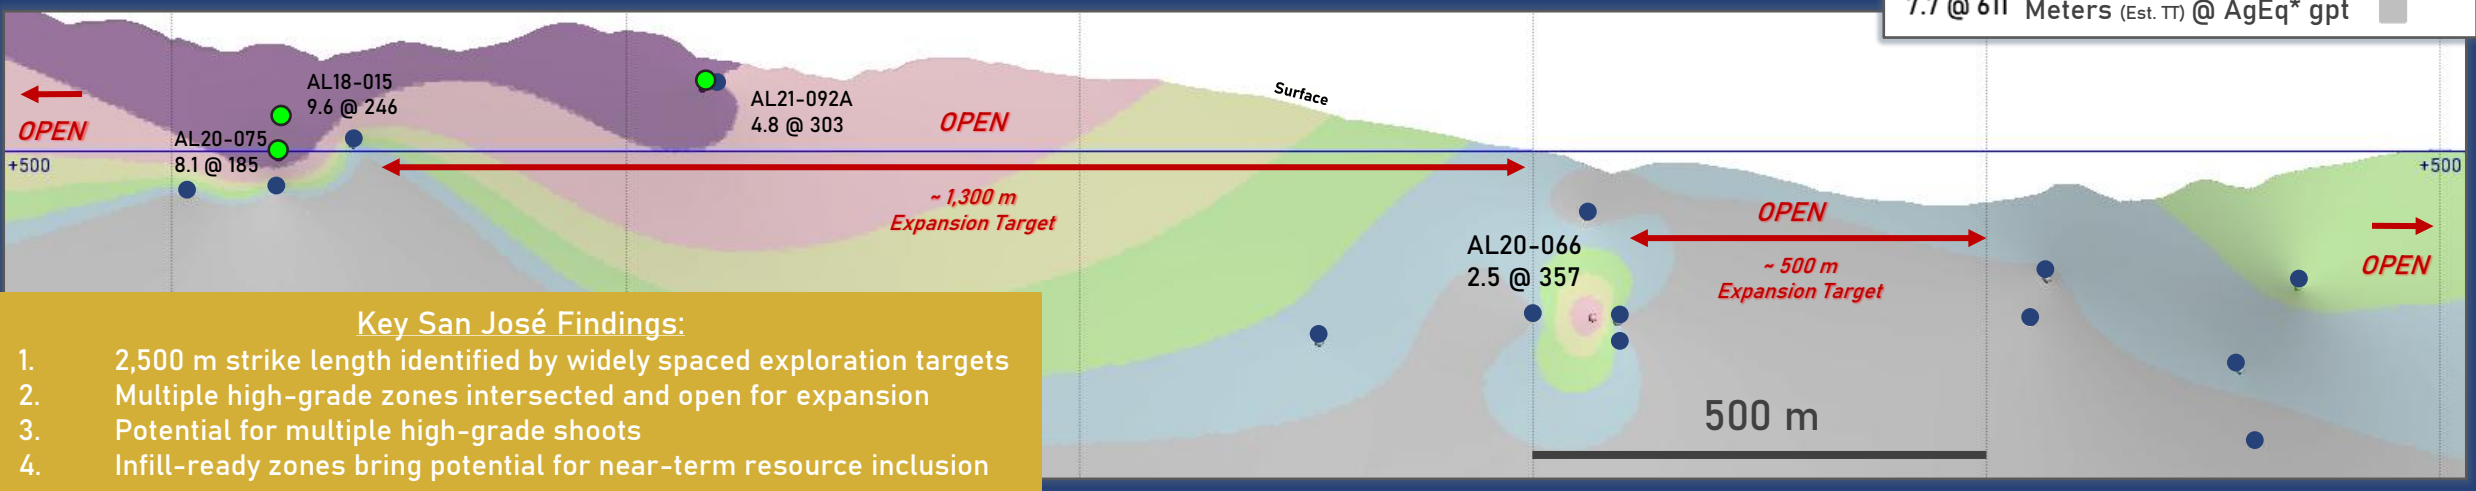 7.7 @ 611 Meters (Est. TT) @ AgEq* gpt
Surface
AL18-015
9.6 @ 246
AL21-092A
4.8 @ 303
OPEN
OPEN
AL20-075
8.1 @ 185
+500
+500
~ 1,300 m
Expansion Target
OPEN
AL20-066
2.5 @ 357
~ 500 m
Expansion Target
OPEN
Key San José Findings:
1. 2,500 m strike length identified by widely spaced exploration targets
2. Multiple high-grade zones intersected and open for expansion
3. Potential for multiple high-grade shoots
4. Infill-ready zones bring potential for near-term resource inclusion
500 m